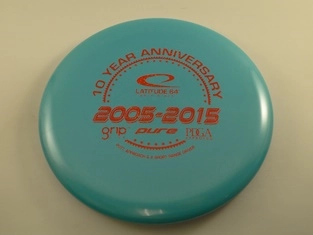 10 YEAR ANNIVERSARY
LATITUDE 64°
2005-2015
grip pure PDGA